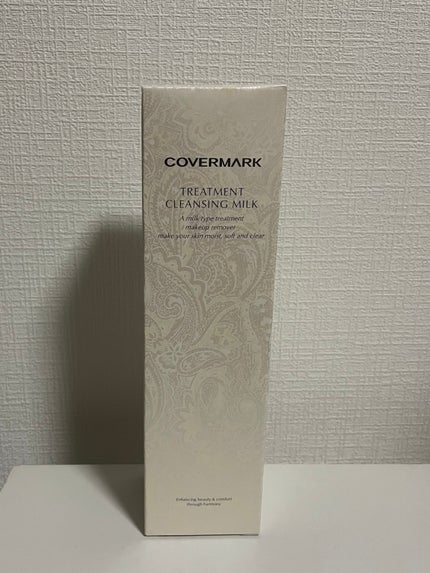 COVERMARK
TREATMENT
CLEANSING MILK
A milk type treatment
makeup remover
make your skin moist, soft and clear
Enhancing beauty & comfort
through harmony